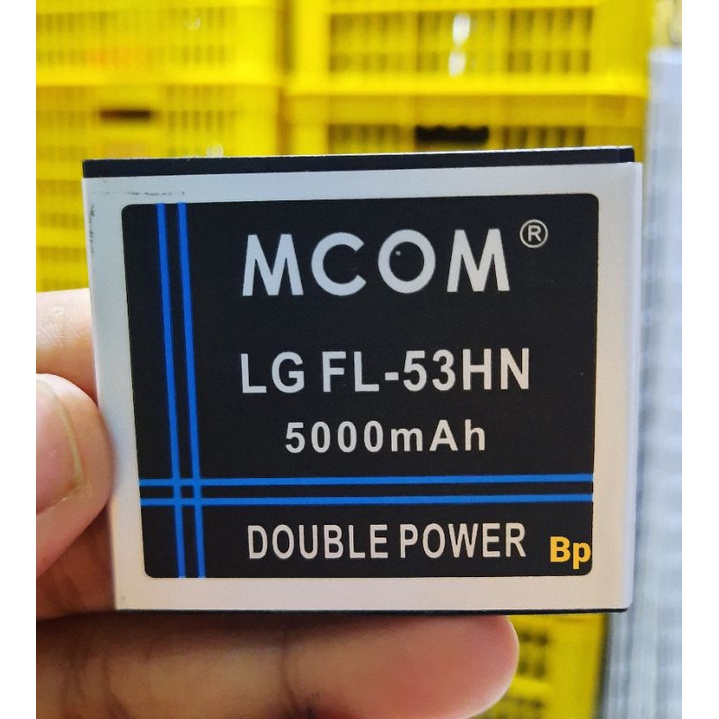 MCOM®
LG FL-53HN
5000mAh
DOUBLE POWER Bp